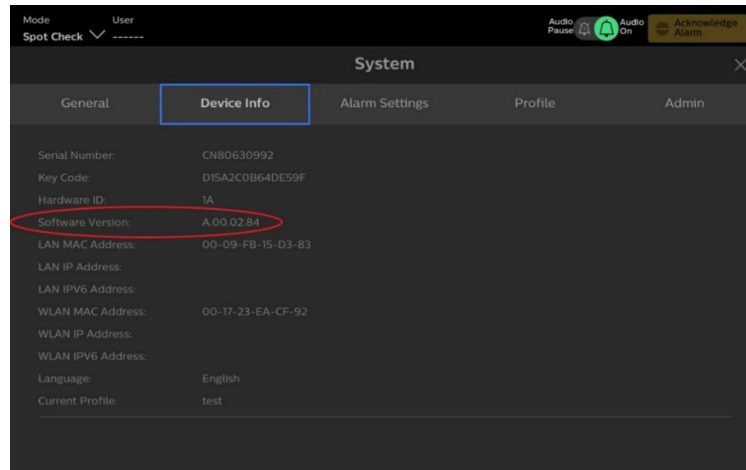 Mode User
Spot Check ------
Audio Pause Audio On Acknowledge Alarm
System
General Device Info Alarm Settings Profile Admin
Serial Number: CN80630992
Key Code: D15A2C0B64DE59F
Hardware ID: 1A
Software Version: A.00.02.84
LAN MAC Address: 00-09-FB-15-D3-83
LAN IP Address:
LAN IPV6 Address:
WLAN MAC Address: 00-17-23-EA-CF-92
WLAN IP Address:
WLAN IPV6 Address:
Language: English
Current Profile: test